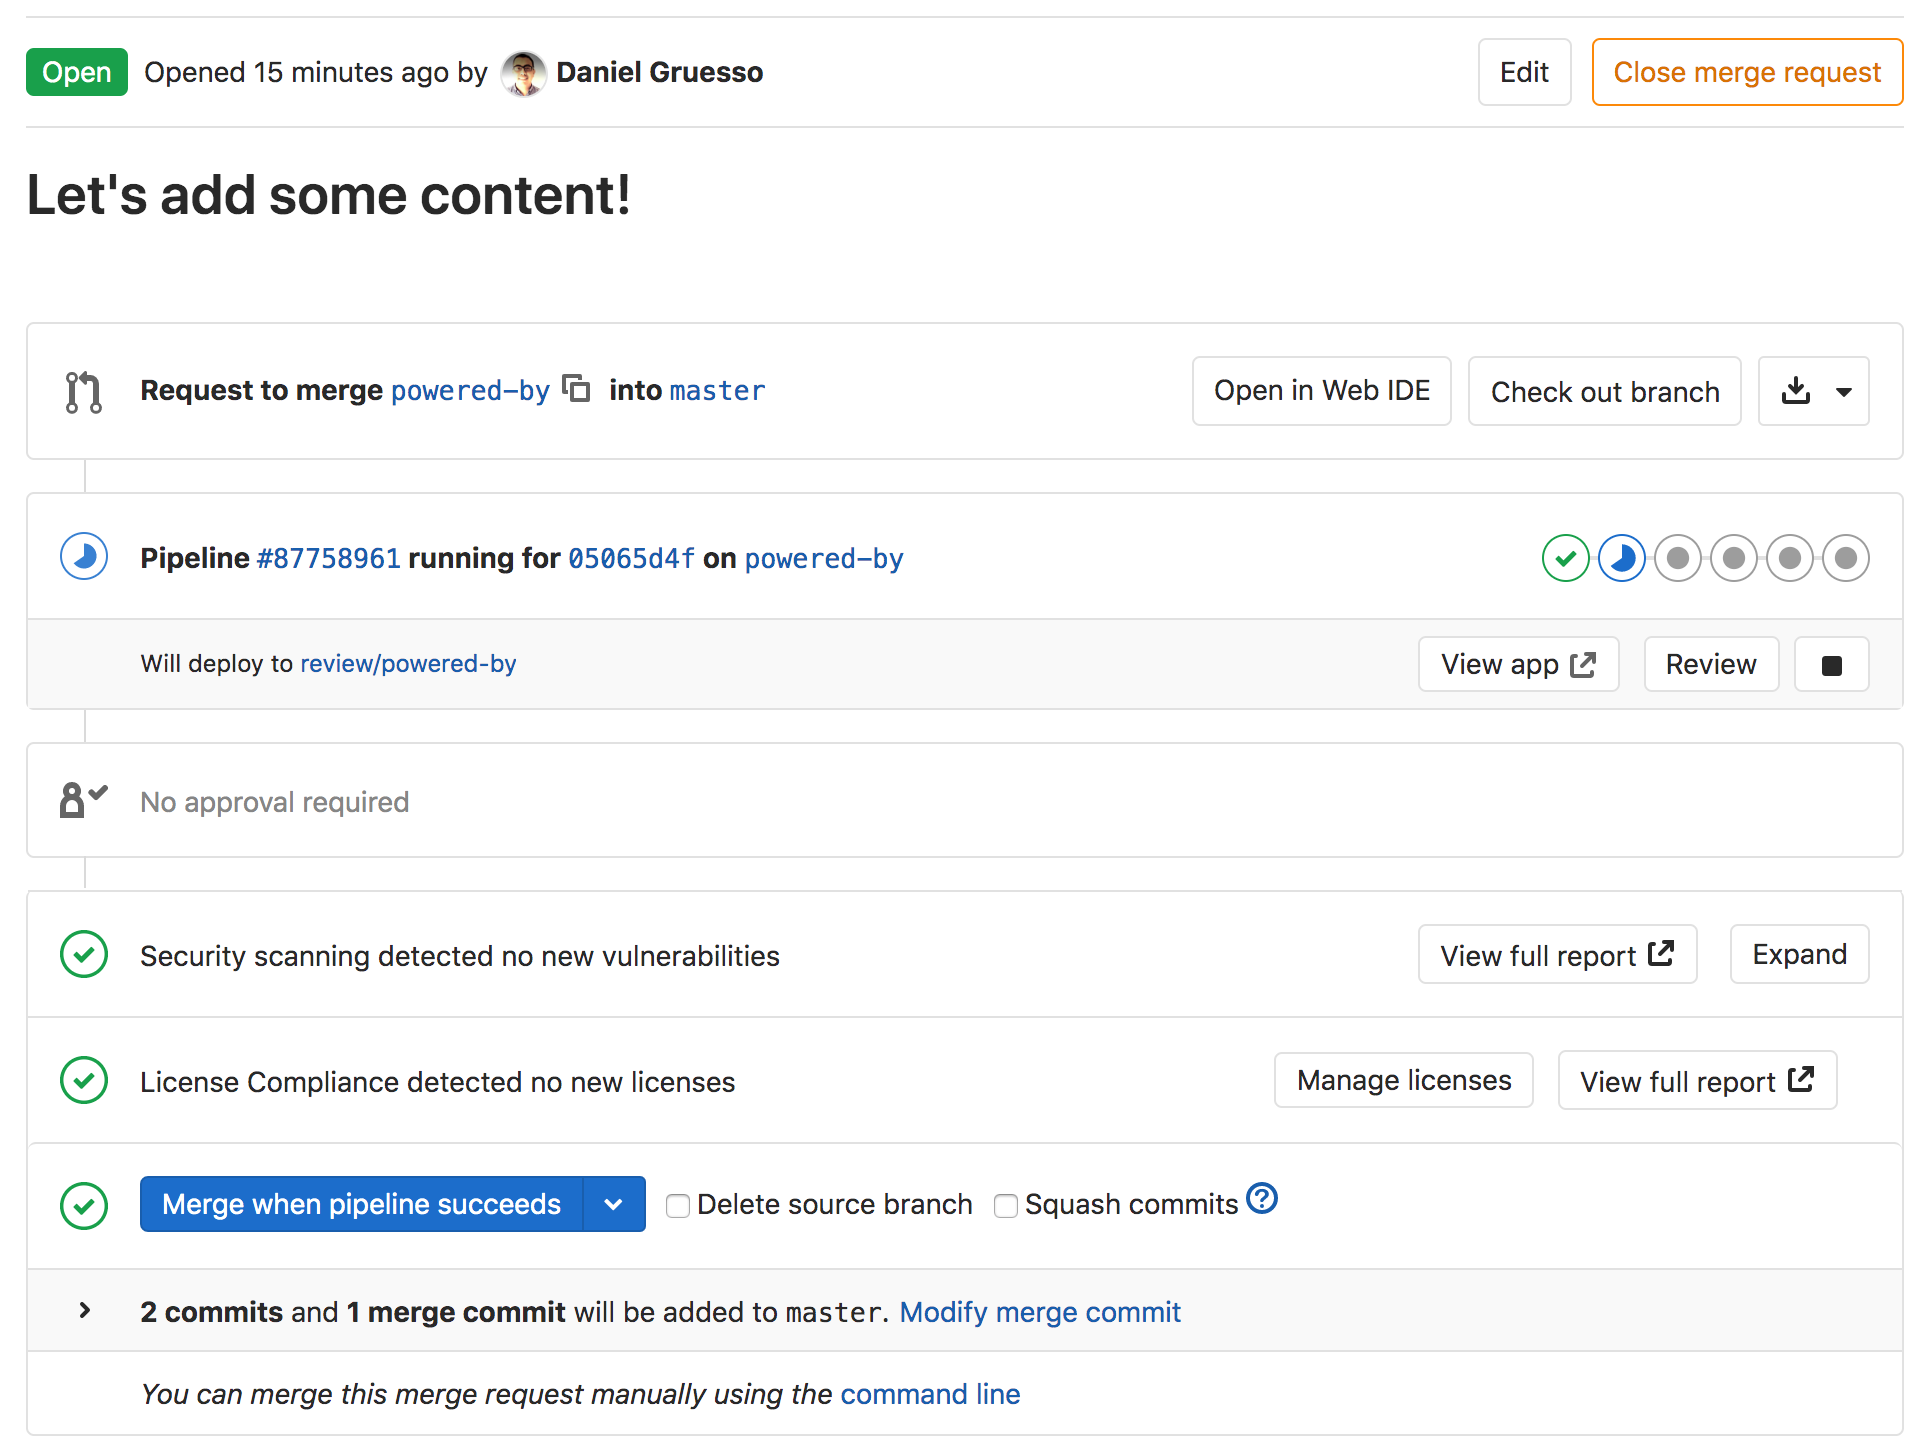 Open Opened 15 minutes ago by Daniel Gruesso Edit Close merge request
Let's add some content!
Request to merge powered-by into master Open in Web IDE Check out branch
Pipeline #87758961 running for 05065d4f on powered-by
Will deploy to review/powered-by View app Review
No approval required
Security scanning detected no new vulnerabilities View full report Expand
License Compliance detected no new licenses Manage licenses View full report
Merge when pipeline succeeds Delete source branch Squash commits ?
2 commits and 1 merge commit will be added to master. Modify merge commit
You can merge this merge request manually using the command line